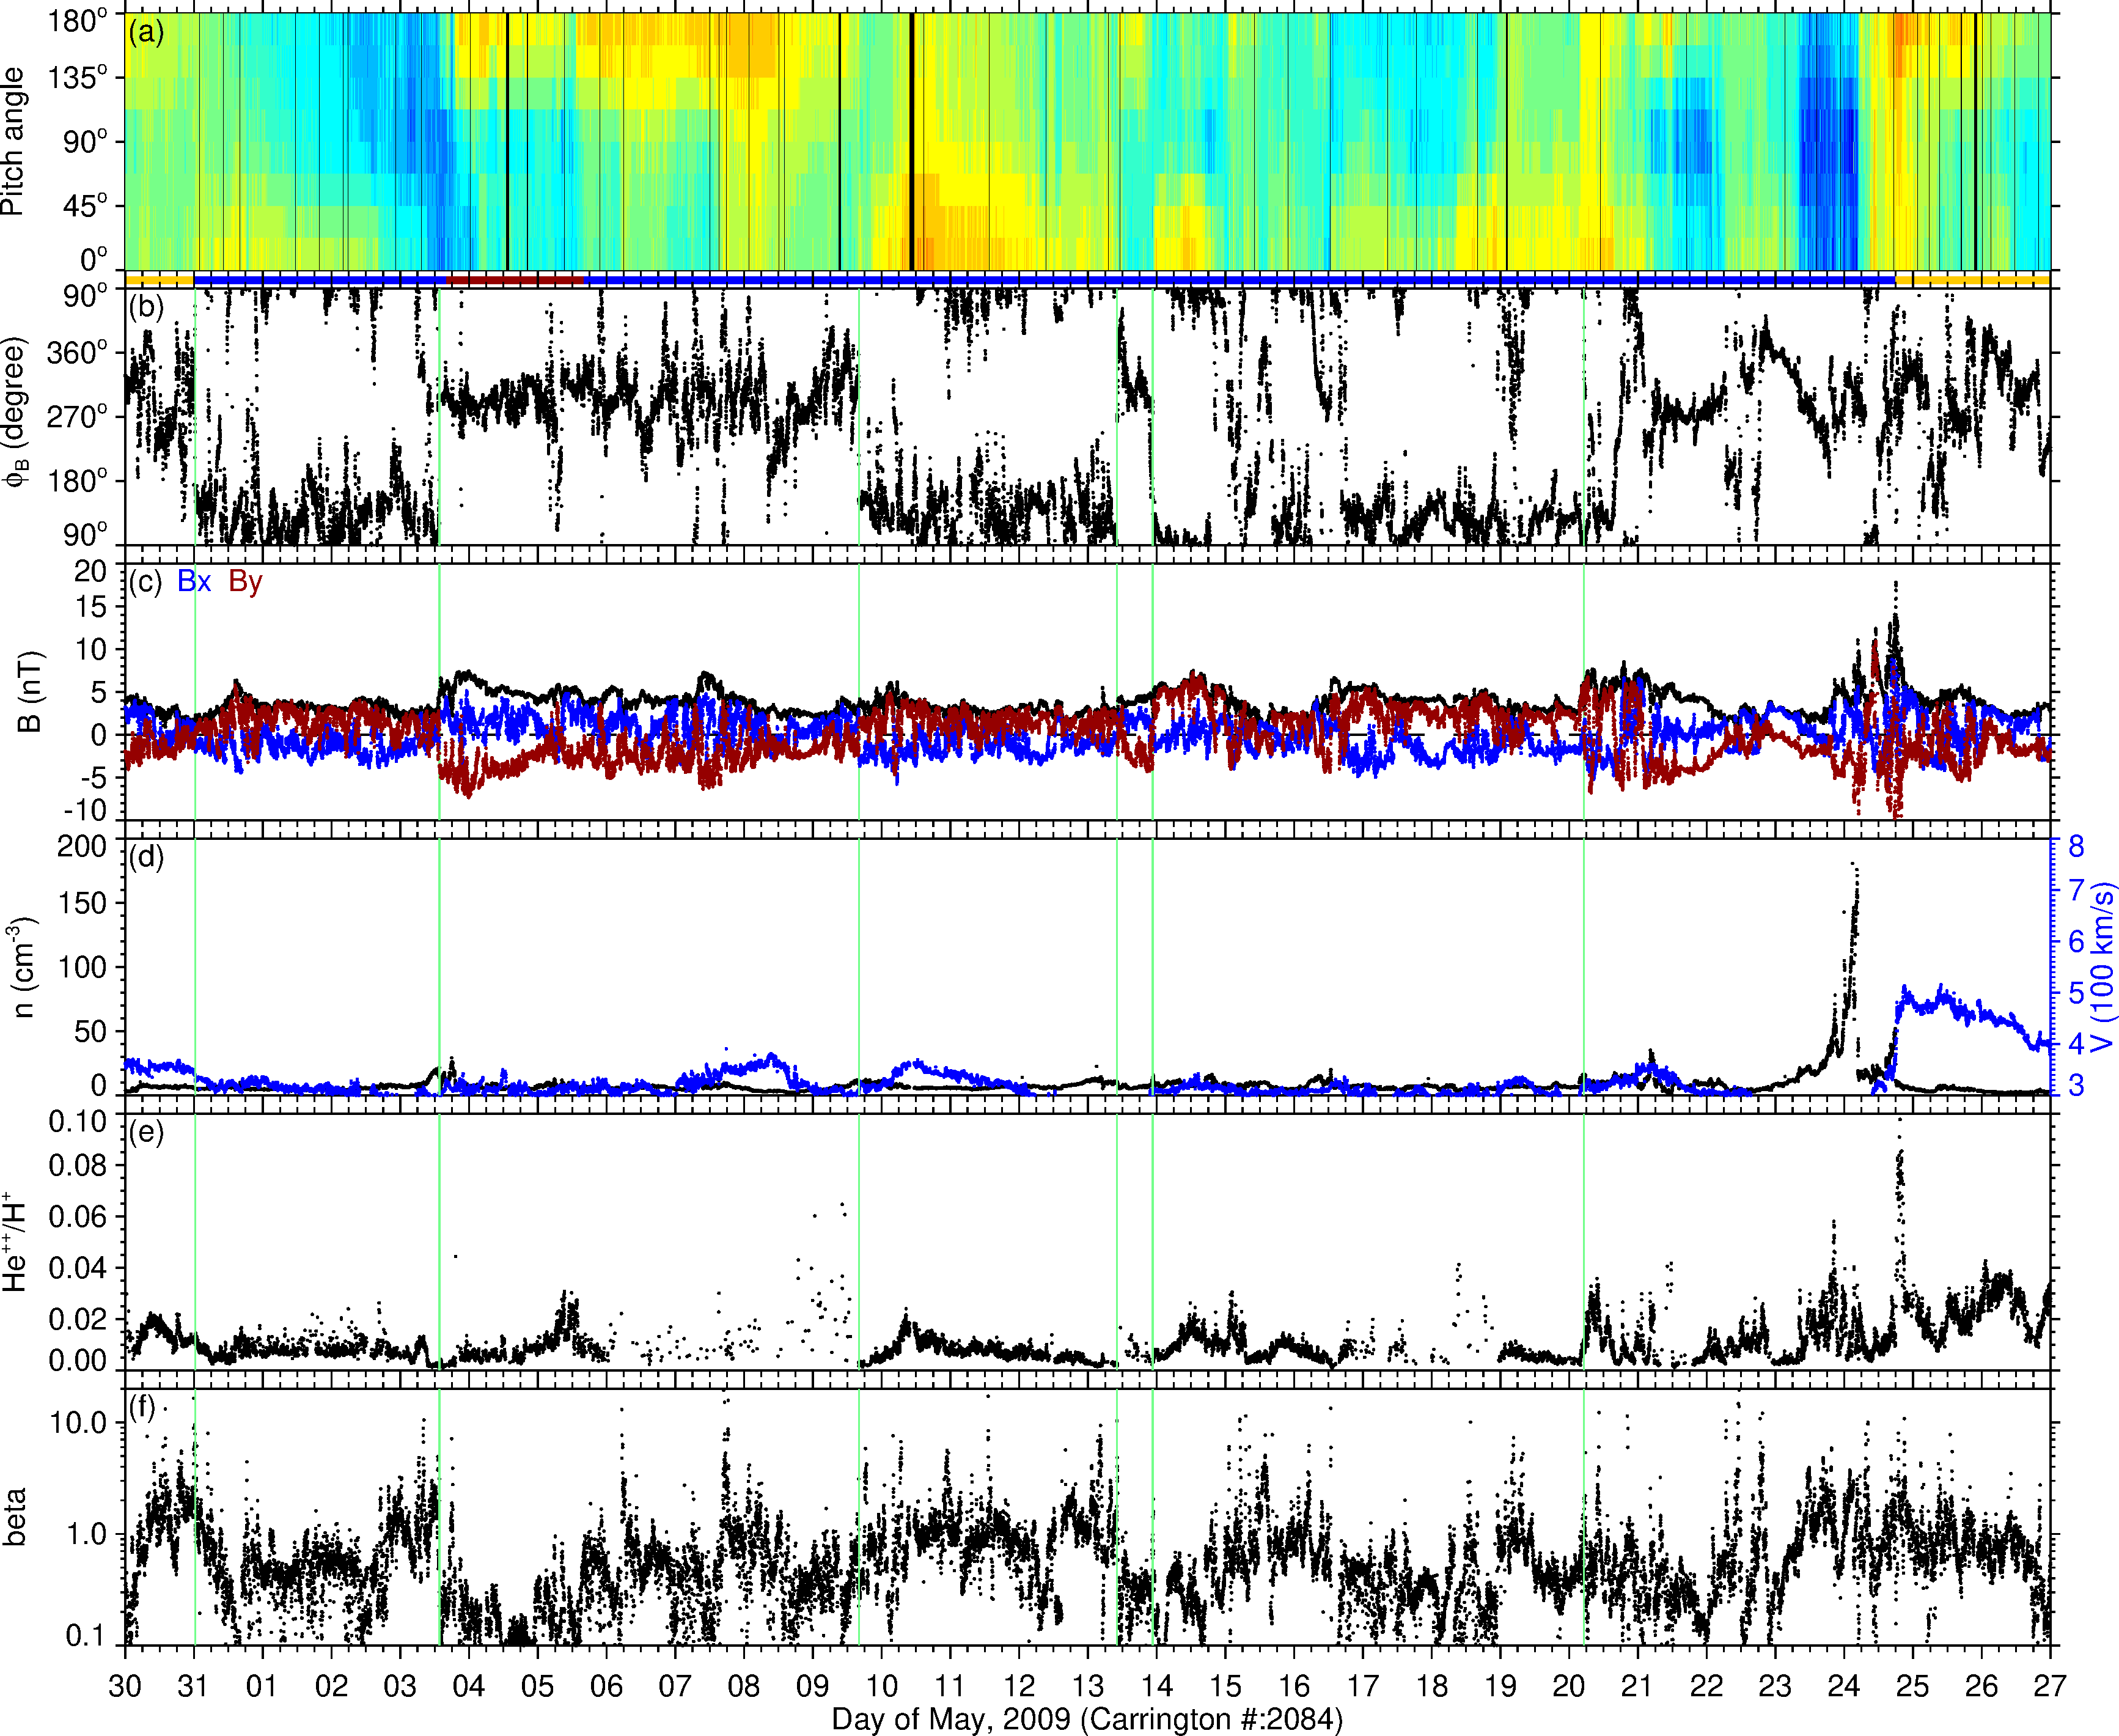 (a)
Pitch angle
180°
135°
90°
45°
0°
(b)
ϕB (degree)
90°
360°
270°
180°
90°
(c) Bx By
B (nT)
20
15
10
5
0
-5
-10
(d)
n (cm-3)
200
150
100
50
0
V (100 km/s)
8
7
6
5
4
3
(e)
He++/H+
0.10
0.08
0.06
0.04
0.02
0.00
(f)
beta
10.0
1.0
0.1
30 31 01 02 03 04 05 06 07 08 09 10 11 12 13 14 15 16 17 18 19 20 21 22 23 24 25 26 27
Day of May, 2009 (Carrington #:2084)